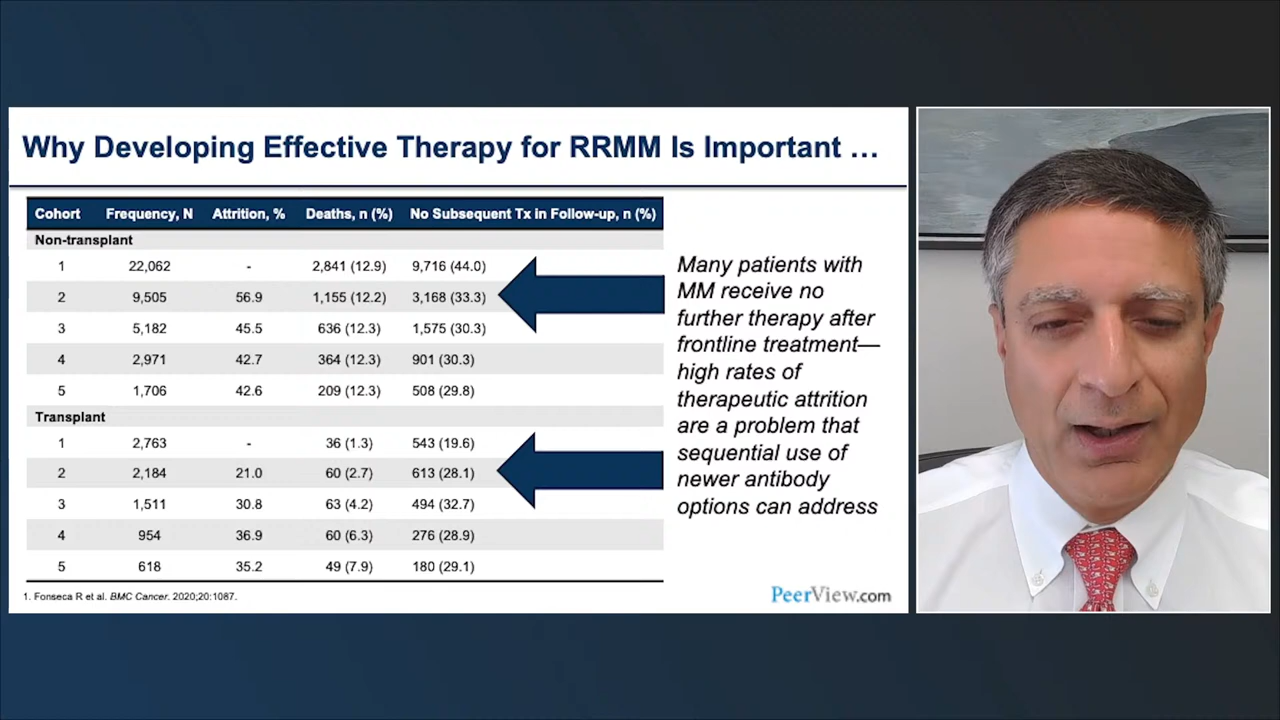 Why Developing Effective Therapy for RRMM Is Important …
Cohort Frequency, N Attrition, % Deaths, n (%) No Subsequent Tx in Follow-up, n (%)
Non-transplant
1 22,062 - 2,841 (12.9) 9,716 (44.0)
2 9,505 56.9 1,155 (12.2) 3,168 (33.3)
3 5,182 45.5 636 (12.3) 1,575 (30.3)
4 2,971 42.7 364 (12.3) 901 (30.3)
5 1,706 42.6 209 (12.3) 508 (29.8)
Transplant
1 2,763 - 36 (1.3) 543 (19.6)
2 2,184 21.0 60 (2.7) 613 (28.1)
3 1,511 30.8 63 (4.2) 494 (32.7)
4 954 36.9 60 (6.3) 276 (28.9)
5 618 35.2 49 (7.9) 180 (29.1)
Many patients with
MM receive no
further therapy after
frontline treatment—
high rates of
therapeutic attrition
are a problem that
sequential use of
newer antibody
options can address
1. Fonseca R et al. BMC Cancer. 2020;20:1087.
PeerView.com